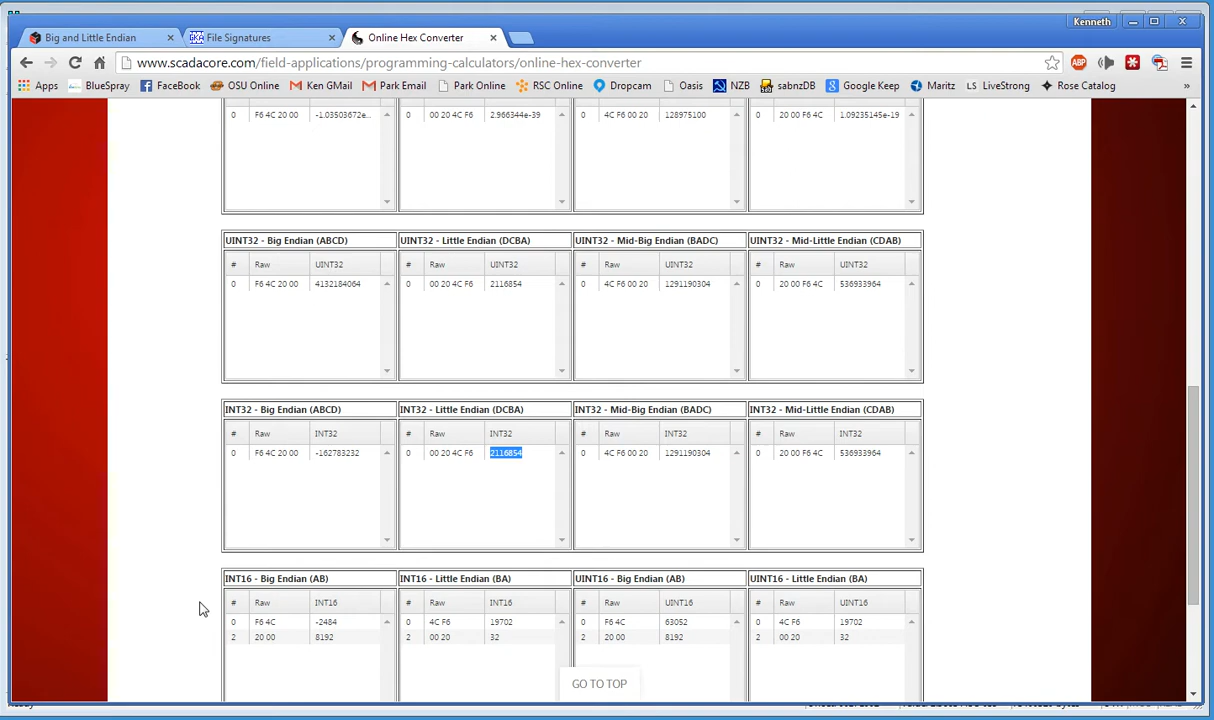 Kenneth
Big and Little Endian File Signatures Online Hex Converter
www.scadacore.com/field-applications/programming-calculators/online-hex-converter
Apps BlueSpray FaceBook OSU Online Ken GMail Park Email Park Online RSC Online Dropcam Oasis NZB sabnzDB Google Keep Maritz LS LiveStrong Rose Catalog »
0 F6 4C 20 00 -1.03503672e... 0 00 20 4C F6 2.966344e-39 0 4C F6 00 20 128975100 0 20 00 F6 4C 1.09235145e-19
UINT32 - Big Endian (ABCD) UINT32 - Little Endian (DCBA) UINT32 - Mid-Big Endian (BADC) UINT32 - Mid-Little Endian (CDAB)
# Raw UINT32 # Raw UINT32 # Raw UINT32 # Raw UINT32
0 F6 4C 20 00 4132184064 0 00 20 4C F6 2116854 0 4C F6 00 20 1291190304 0 20 00 F6 4C 536933964
INT32 - Big Endian (ABCD) INT32 - Little Endian (DCBA) INT32 - Mid-Big Endian (BADC) INT32 - Mid-Little Endian (CDAB)
# Raw INT32 # Raw INT32 # Raw INT32 # Raw INT32
0 F6 4C 20 00 -162783232 0 00 20 4C F6 2116854 0 4C F6 00 20 1291190304 0 20 00 F6 4C 536933964
INT16 - Big Endian (AB) INT16 - Little Endian (BA) UINT16 - Big Endian (AB) UINT16 - Little Endian (BA)
# Raw INT16 # Raw INT16 # Raw UINT16 # Raw UINT16
0 F6 4C -2484 0 4C F6 19702 0 F6 4C 63052 0 4C F6 19702
2 20 00 8192 2 00 20 32 2 20 00 8192 2 00 20 32
GO TO TOP